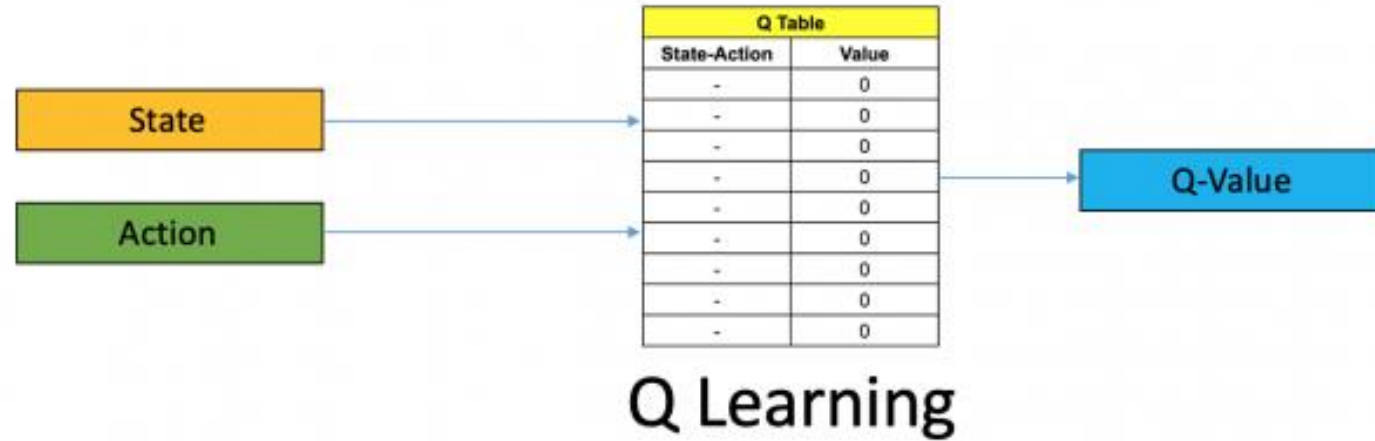 Q Table
State-Action Value
- 0
- 0
- 0
- 0
- 0
- 0
- 0
- 0
- 0
State
Action
Q-Value
Q Learning